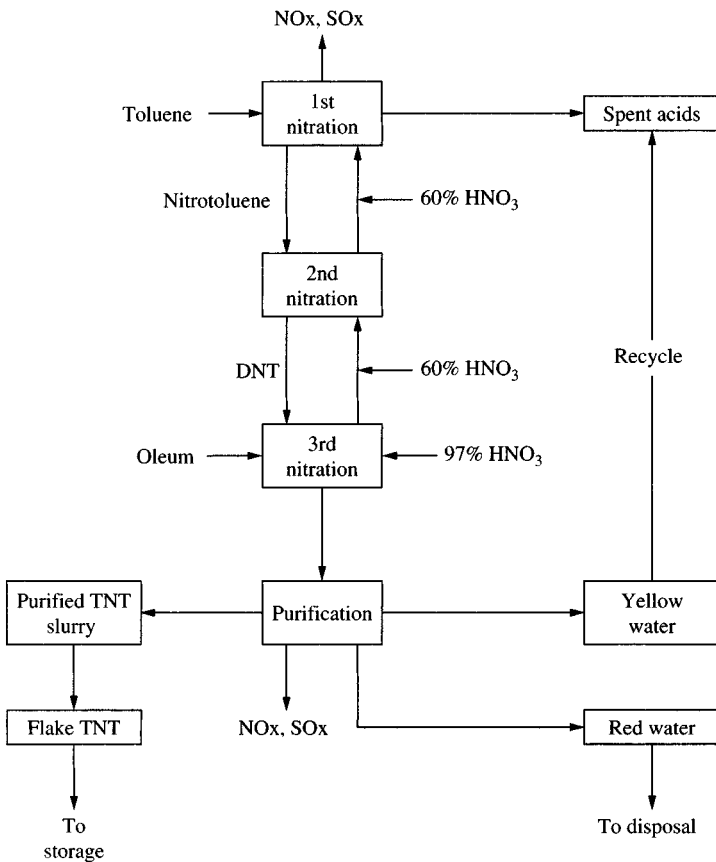 NOx, SOx
Toluene
1st
nitration
Spent acids
Nitrotoluene
60% HNO₃
2nd
nitration
Recycle
DNT
60% HNO₃
Oleum
3rd
nitration
97% HNO₃
Purified TNT
slurry
Purification
Yellow
water
Flake TNT
NOx, SOx
Red water
To
storage
To disposal